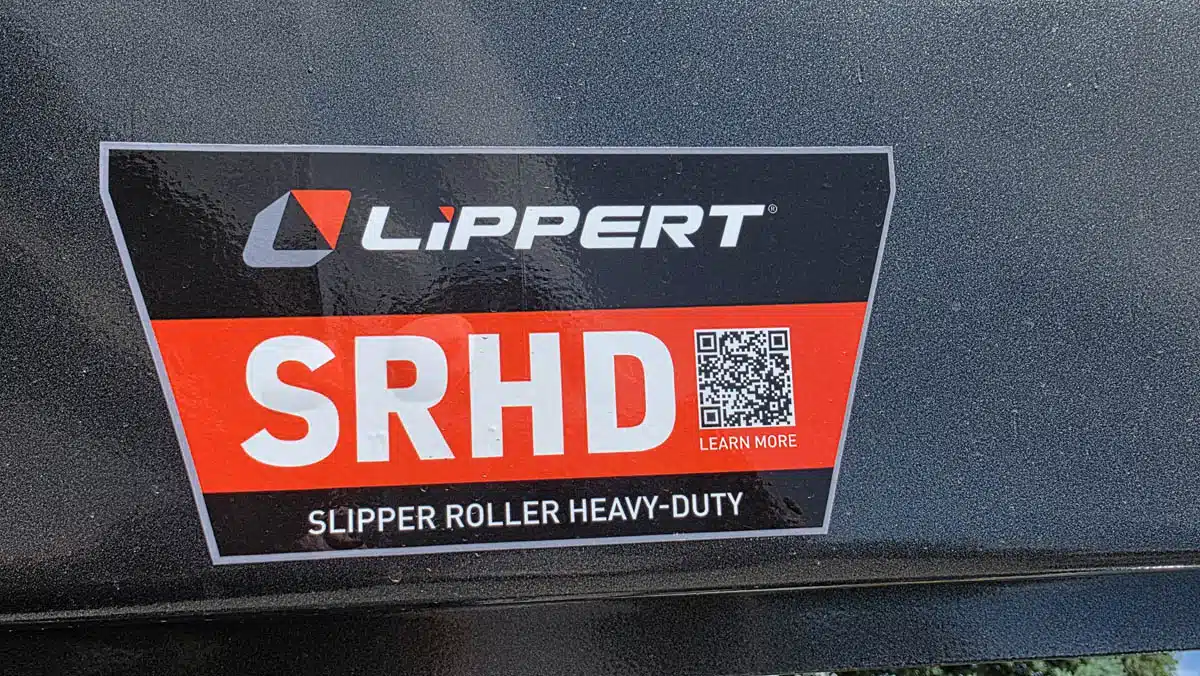 LIPPERT®
SRHD
LEARN MORE
SLIPPER ROLLER HEAVY-DUTY